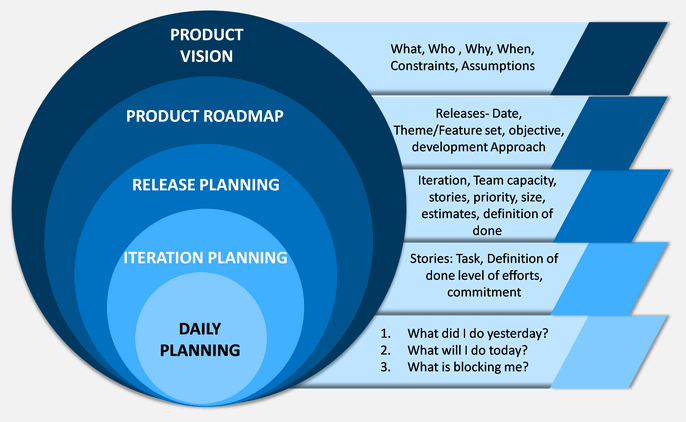 PRODUCT
VISION
What, Who , Why, When,
Constraints, Assumptions
PRODUCT ROADMAP
Releases- Date,
Theme/Feature set, objective,
development Approach
RELEASE PLANNING
Iteration, Team capacity,
stories, priority, size,
estimates, definition of
done
ITERATION PLANNING
Stories: Task, Definition of
done level of efforts,
commitment
DAILY
PLANNING
1. What did I do yesterday?
2. What will I do today?
3. What is blocking me?